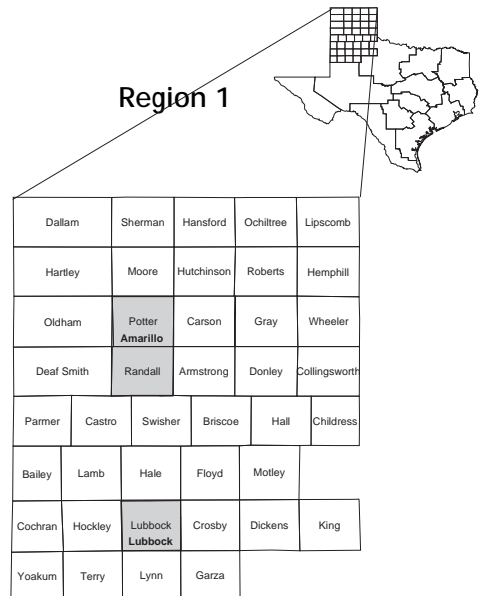 Region 1
Dallam Sherman Hansford Ochiltree Lipscomb
Hartley Moore Hutchinson Roberts Hemphill
Oldham Potter Carson Gray Wheeler
Amarillo
Deaf Smith Randall Armstrong Donley Collingsworth
Parmer Castro Swisher Briscoe Hall Childress
Bailey Lamb Hale Floyd Motley
Cochran Hockley Lubbock Crosby Dickens King
Lubbock
Yoakum Terry Lynn Garza